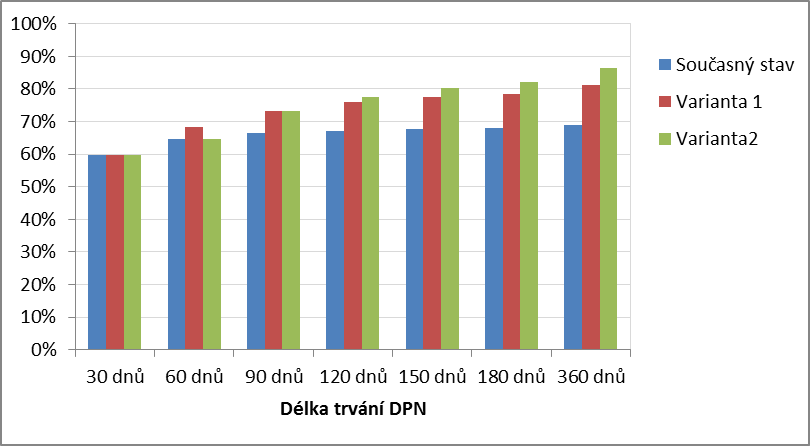 100%
90%
80%
70%
60%
50%
40%
30%
20%
10%
0%
30 dnů 60 dnů 90 dnů 120 dnů 150 dnů 180 dnů 360 dnů
Délka trvání DPN
Současný stav
Varianta 1
Varianta2